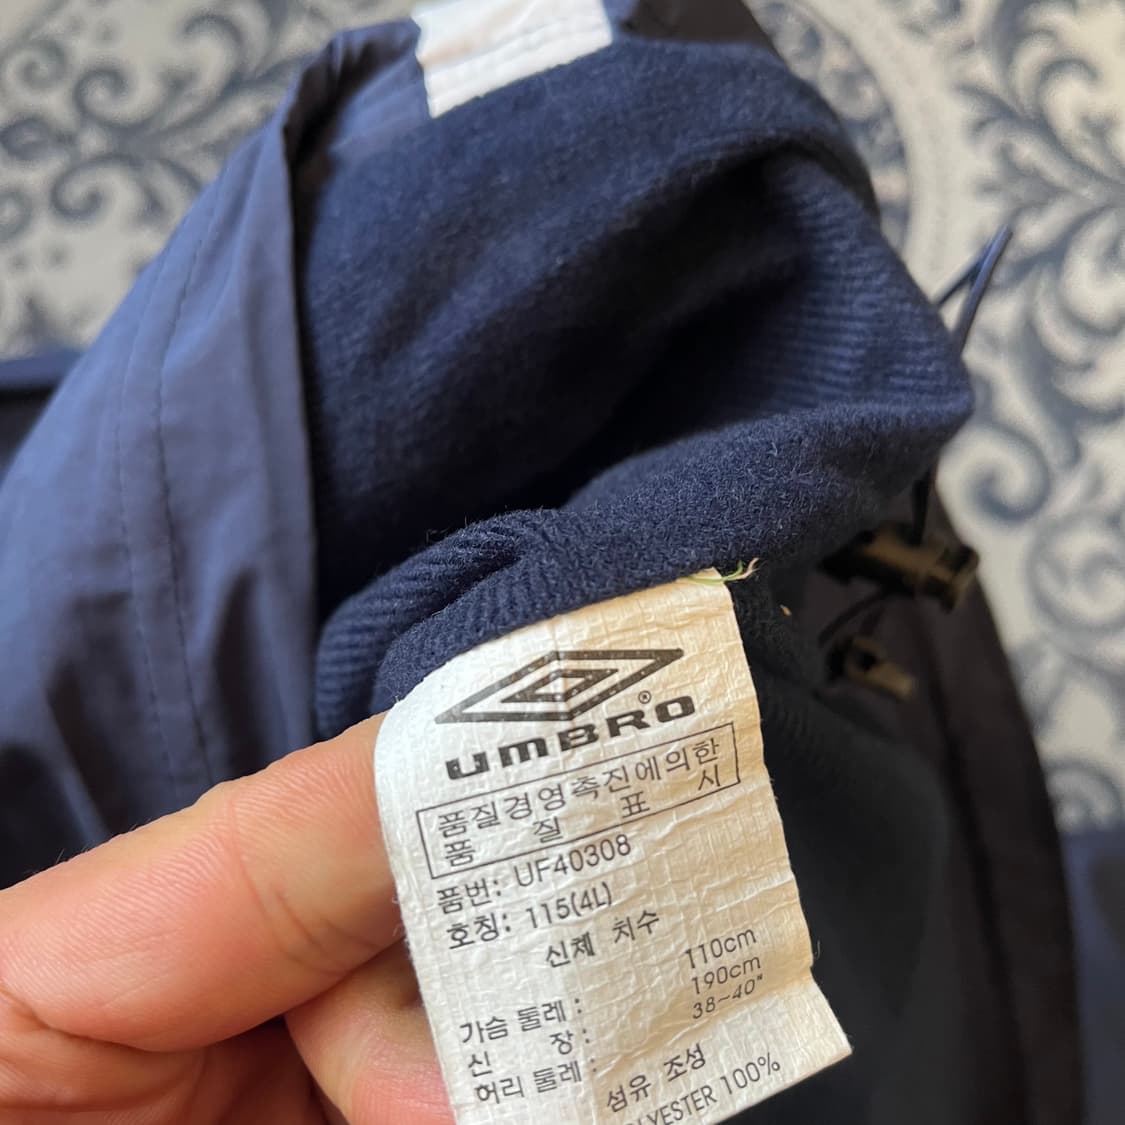 UMBRO®
품질경영촉진에의한
품 질 표 시
품번: UF40308
호칭: 115(4L)
신체 치수
가슴 둘레 : 110cm
신 장 : 190cm
허리 둘레 : 38~40"
섬유 조성
100%